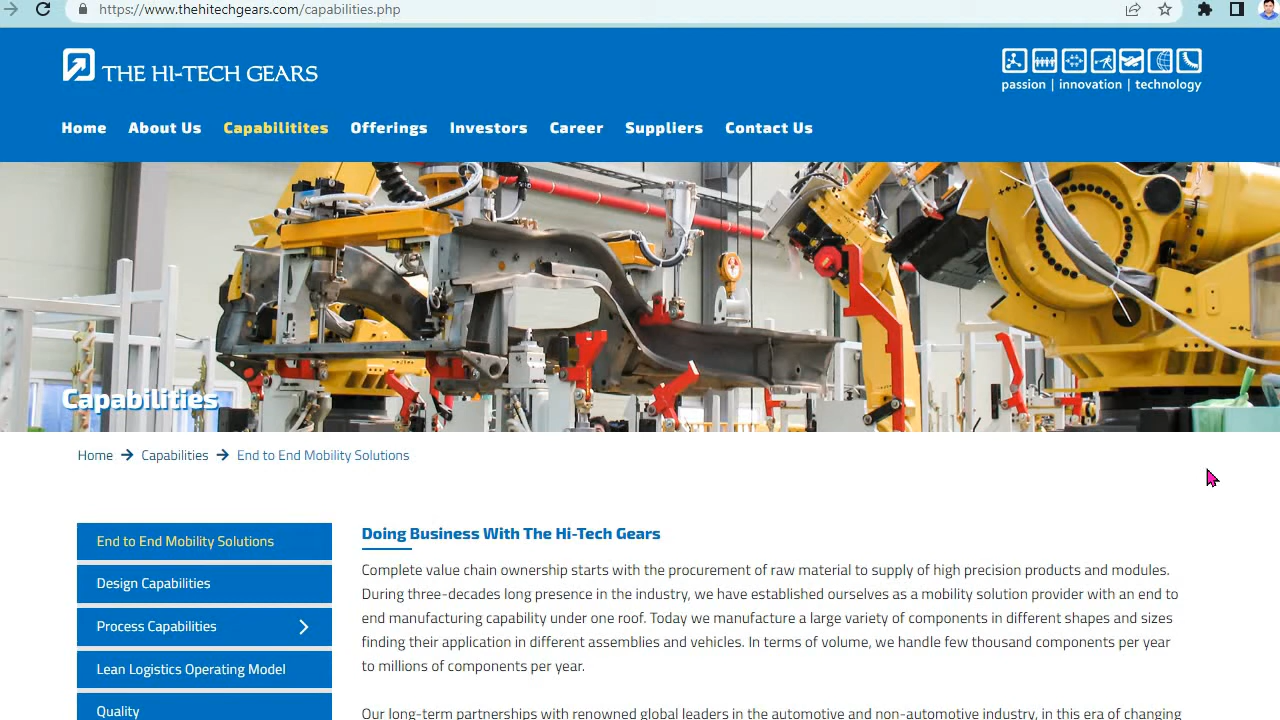 https://www.thehitechgears.com/capabilities.php
THE HI-TECH GEARS
passion | innovation | technology
Home About Us Capabilitites Offerings Investors Career Suppliers Contact Us
Capabilities
Home → Capabilities → End to End Mobility Solutions
End to End Mobility Solutions
Design Capabilities
Process Capabilities
Lean Logistics Operating Model
Quality
Doing Business With The Hi-Tech Gears
Complete value chain ownership starts with the procurement of raw material to supply of high precision products and modules.
During three-decades long presence in the industry, we have established ourselves as a mobility solution provider with an end to
end manufacturing capability under one roof. Today we manufacture a large variety of components in different shapes and sizes
finding their application in different assemblies and vehicles. In terms of volume, we handle few thousand components per year
to millions of components per year.
Our long-term partnerships with renowned global leaders in the automotive and non-automotive industry, in this era of changing